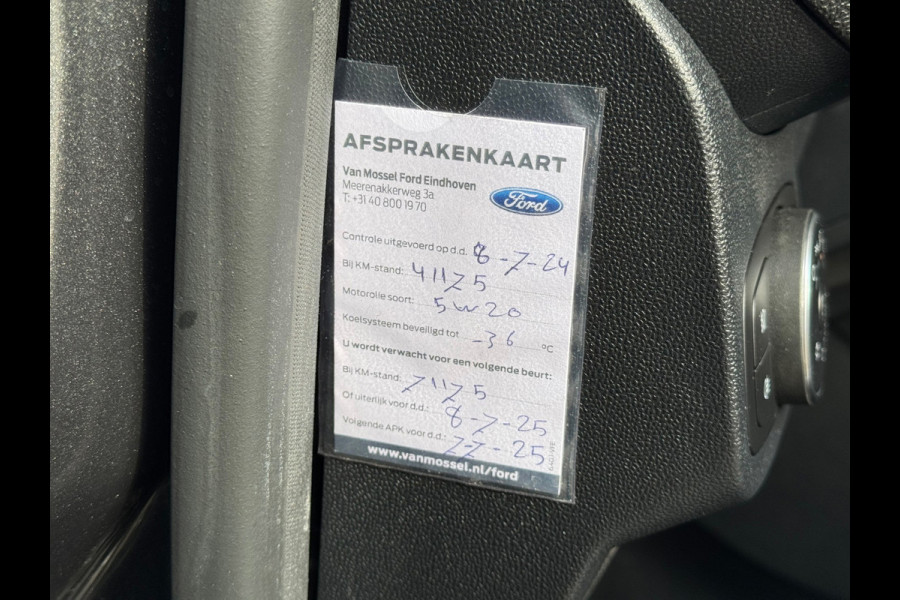 AFSPRAKENKAART
Van Mossel Ford Eindhoven
Meerenakkerweg 3a
T: +31 40 800 19 70
Ford
Controle uitgevoerd op d.d. 8-7-24
Bij KM-stand: 41175
Motorolie soort: 5w20
Koelsysteem beveiligd tot -36 °C
U wordt verwacht voor een volgende beurt:
Bij KM-stand: 71175
Of uiterlijk voor d.d.: 8-7-25
Volgende APK voor d.d.: 77-25
www.vanmossel.nl/ford